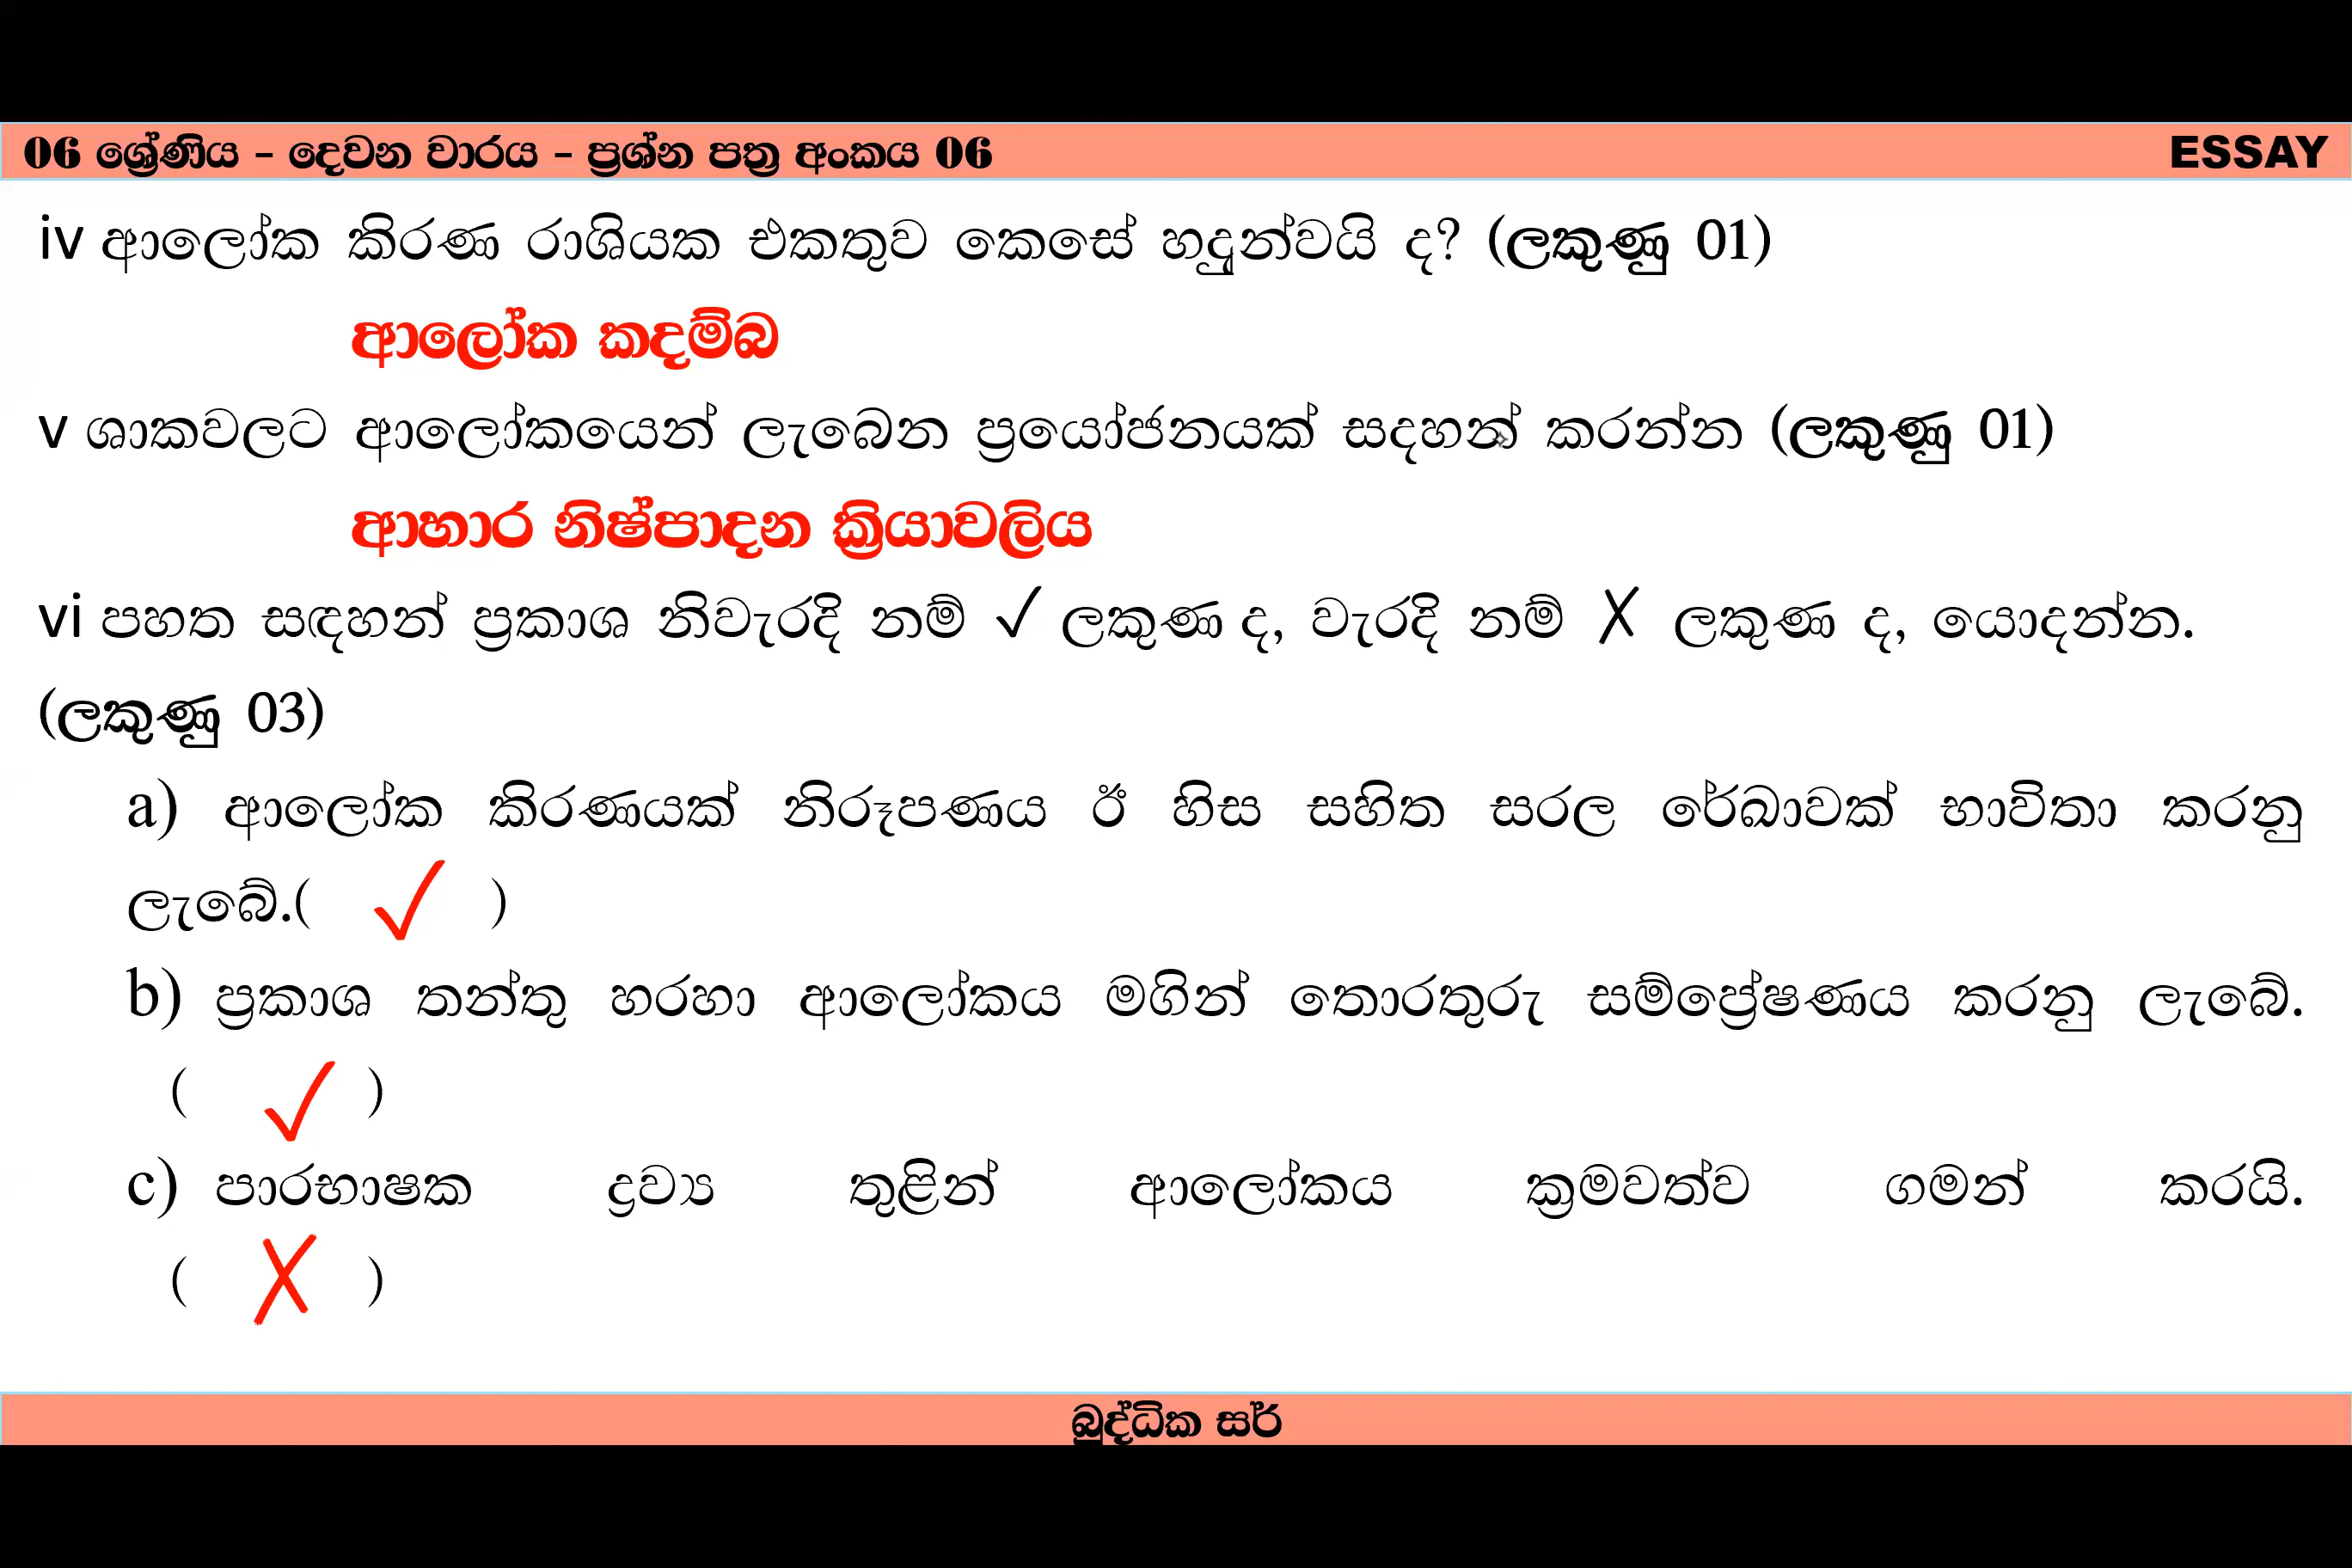 06 ශ්‍රේණිය - දෙවන වාරය - ප්‍රශ්න පත්‍ර අංකය 06 ESSAY
iv ආලෝක කිරණ රාශියක එකතුව කෙසේ හදුන්වයි ද? (ලකුණු 01)
ආලෝක කදම්බ
v ශාකවලට ආලෝකයෙන් ලැබෙන ප්‍රයෝජනයක් සදහන් කරන්න (ලකුණු 01)
ආහාර නිෂ්පාදන ක්‍රියාවලිය
vi පහත සඳහන් ප්‍රකාශ නිවැරදි නම් ✓ ලකුණ ද, වැරදි නම් X ලකුණ ද, යොදන්න.
(ලකුණු 03)
a) ආලෝක කිරණයක් නිරූපණය ඊ හිස සහිත සරල රේඛාවක් භාවිතා කරනු
ලැබේ.( ✓ )
b) ප්‍රකාශ තන්තු හරහා ආලෝකය මගින් තොරතුරු සම්ප්‍රේෂණය කරනු ලැබේ.
( ✓ )
c) පාරභාෂක ද්‍රව්‍ය තුළින් ආලෝකය ක්‍රමවත්ව ගමන් කරයි.
( X )
බුද්ධික සර්